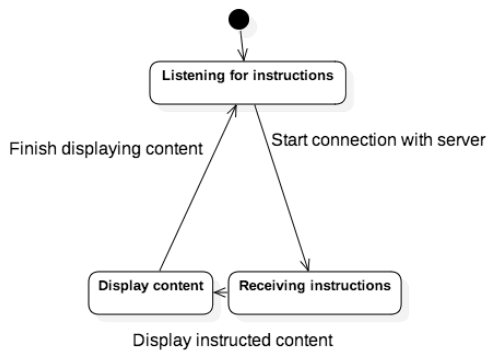 Listening for instructions
Finish displaying content
Start connection with server
Display content
Receiving instructions
Display instructed content